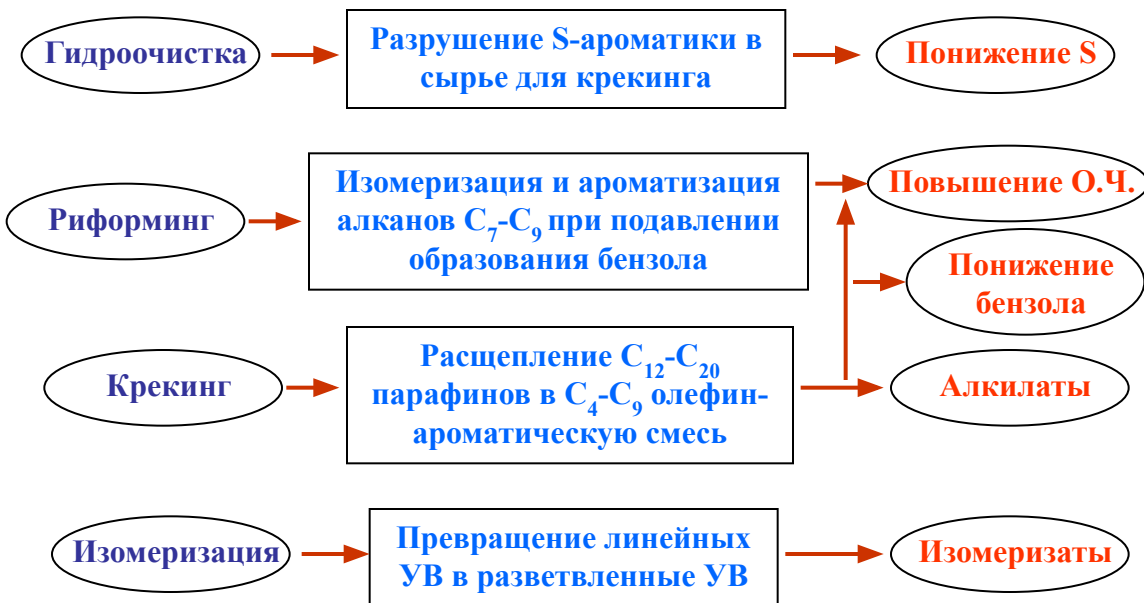 Гидроочистка
Разрушение S-ароматики в
сырье для крекинга
Понижение S
Риформинг
Изомеризация и ароматизация
алканов C7-C9 при подавлении
образования бензола
Повышение О.Ч.
Понижение
бензола
Крекинг
Расщепление C12-C20
парафинов в C4-C9 олефин-
ароматическую смесь
Алкилаты
Изомеризация
Превращение линейных
УВ в разветвленные УВ
Изомеризаты